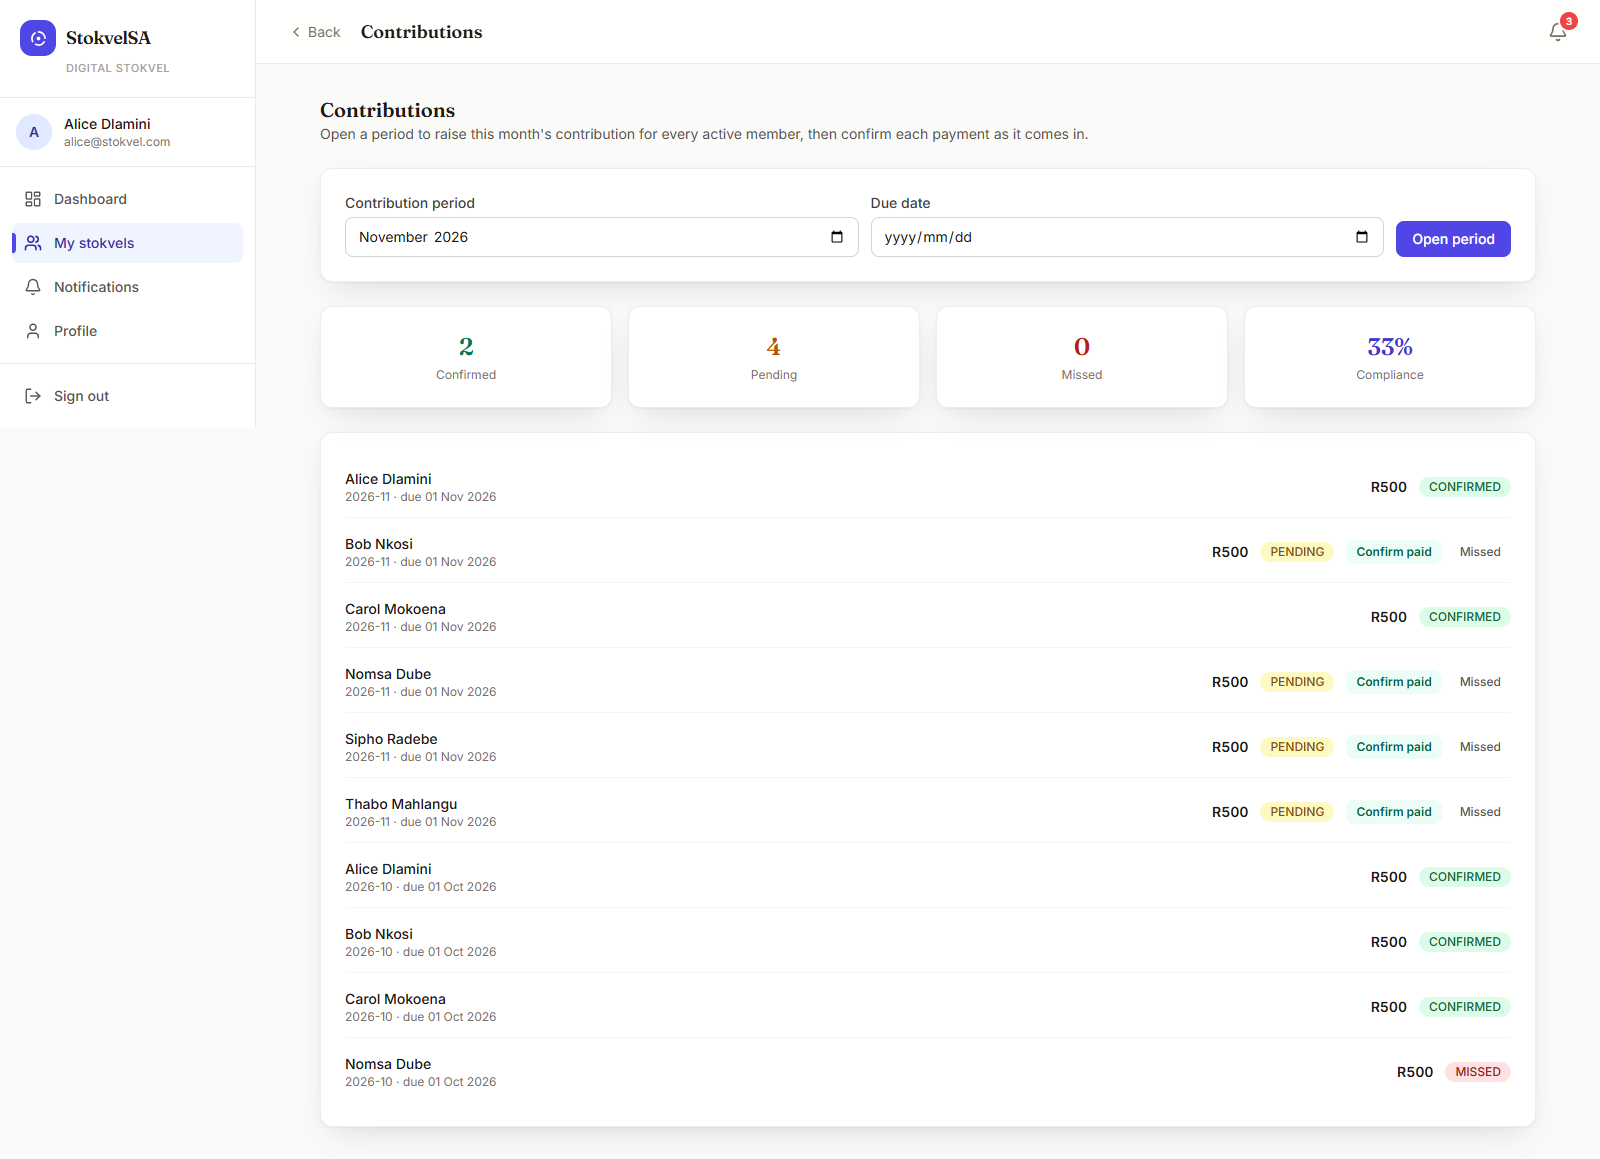 StokvelSA
DIGITAL STOKVEL
Alice Dlamini
alice@stokvel.com
Dashboard
My stokvels
Notifications
Profile
Sign out
Back
Contributions
3
Contributions
Open a period to raise this month's contribution for every active member, then confirm each payment as it comes in.
Contribution period
November 2026
Due date
yyyy/mm/dd
Open period
2
Confirmed
4
Pending
0
Missed
33%
Compliance
Alice Dlamini
2026-11 · due 01 Nov 2026
R500 CONFIRMED
Bob Nkosi
2026-11 · due 01 Nov 2026
R500 PENDING Confirm paid Missed
Carol Mokoena
2026-11 · due 01 Nov 2026
R500 CONFIRMED
Nomsa Dube
2026-11 · due 01 Nov 2026
R500 PENDING Confirm paid Missed
Sipho Radebe
2026-11 · due 01 Nov 2026
R500 PENDING Confirm paid Missed
Thabo Mahlangu
2026-11 · due 01 Nov 2026
R500 PENDING Confirm paid Missed
Alice Dlamini
2026-10 · due 01 Oct 2026
R500 CONFIRMED
Bob Nkosi
2026-10 · due 01 Oct 2026
R500 CONFIRMED
Carol Mokoena
2026-10 · due 01 Oct 2026
R500 CONFIRMED
Nomsa Dube
2026-10 · due 01 Oct 2026
R500 MISSED
A